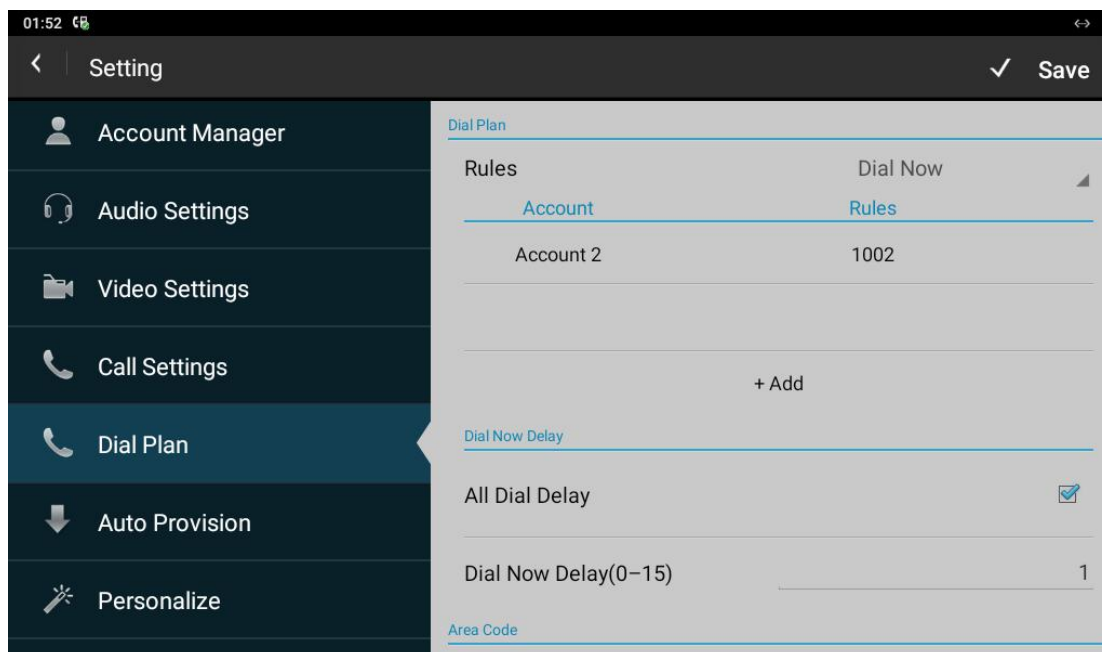 01:52
Setting
Save
Account Manager
Audio Settings
Video Settings
Call Settings
Dial Plan
Auto Provision
Personalize
Dial Plan
Rules Dial Now
Account Rules
Account 2 1002
+ Add
Dial Now Delay
All Dial Delay
Dial Now Delay(0–15) 1
Area Code